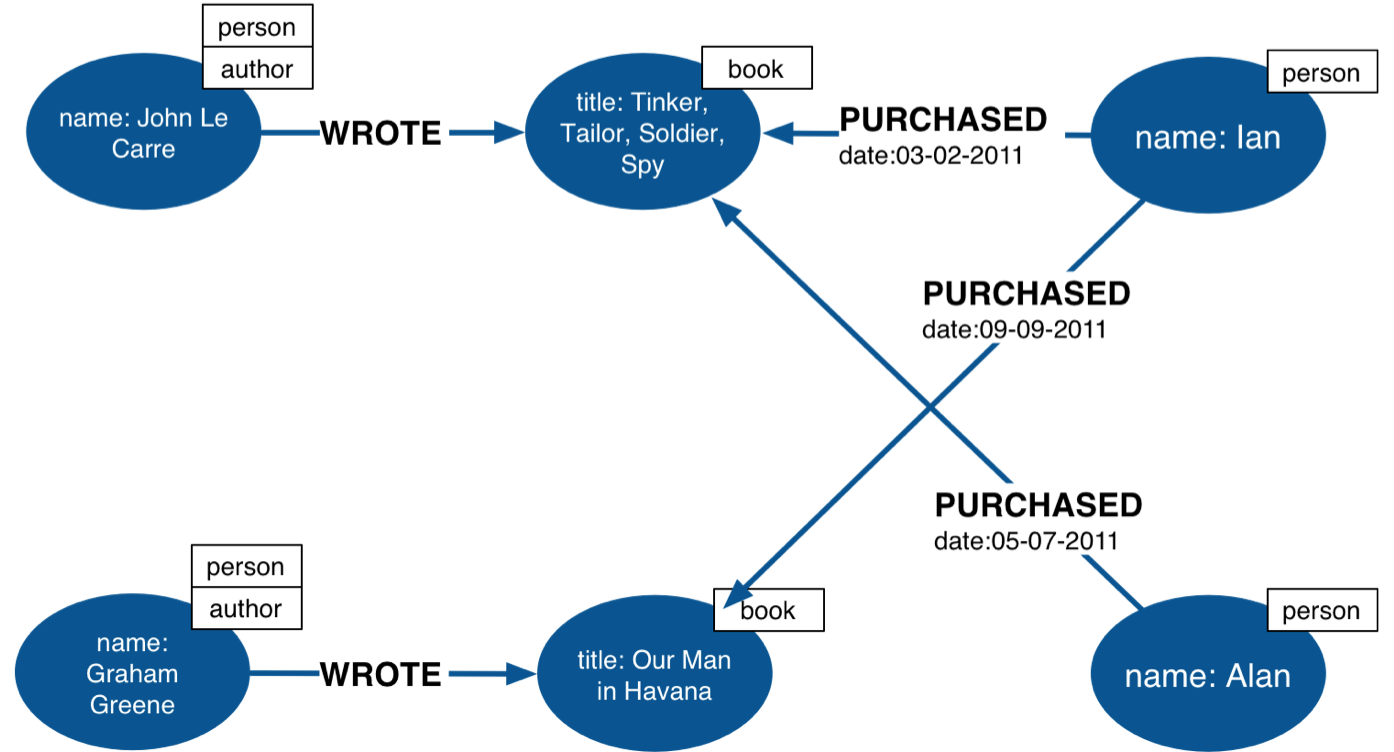 person
author
name: John Le
Carre
WROTE
book
title: Tinker,
Tailor, Soldier,
Spy
PURCHASED
date:03-02-2011
person
name: Ian
PURCHASED
date:09-09-2011
PURCHASED
date:05-07-2011
person
author
name:
Graham
Greene
WROTE
book
title: Our Man
in Havana
person
name: Alan